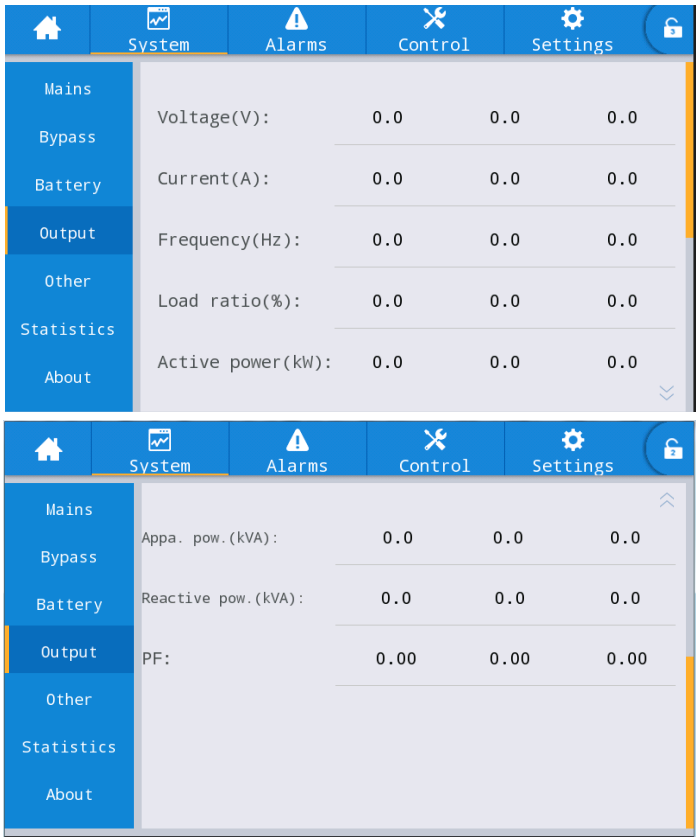 System Alarms Control Settings 3
Mains
Bypass
Battery
Output
Other
Statistics
About
Voltage(V): 0.0 0.0 0.0
Current(A): 0.0 0.0 0.0
Frequency(Hz): 0.0 0.0 0.0
Load ratio(%): 0.0 0.0 0.0
Active power(kW): 0.0 0.0 0.0
System Alarms Control Settings 2
Mains
Bypass
Battery
Output
Other
Statistics
About
Appa. pow.(kVA): 0.0 0.0 0.0
Reactive pow.(kVA): 0.0 0.0 0.0
PF: 0.00 0.00 0.00